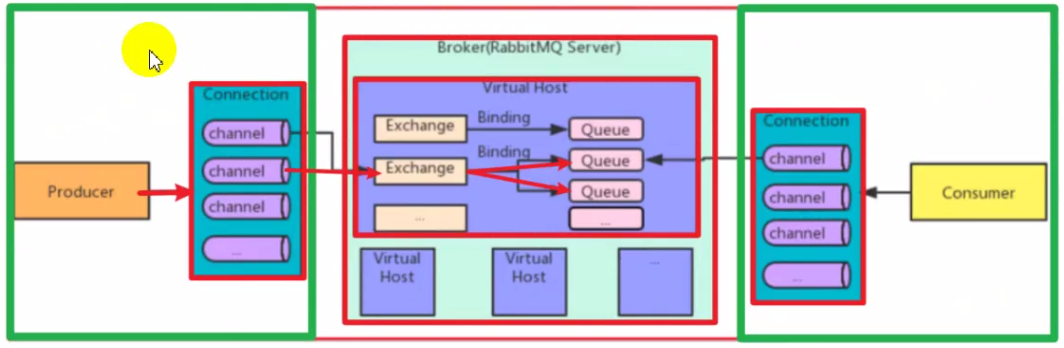 Broker(RabbitMQ Server)
Connection
channel
channel
channel
...
Producer
Virtual Host
Exchange
Binding
Queue
Exchange
Binding
Queue
Queue
...
...
Virtual
Host
Virtual
Host
...
Connection
channel
channel
channel
...
Consumer